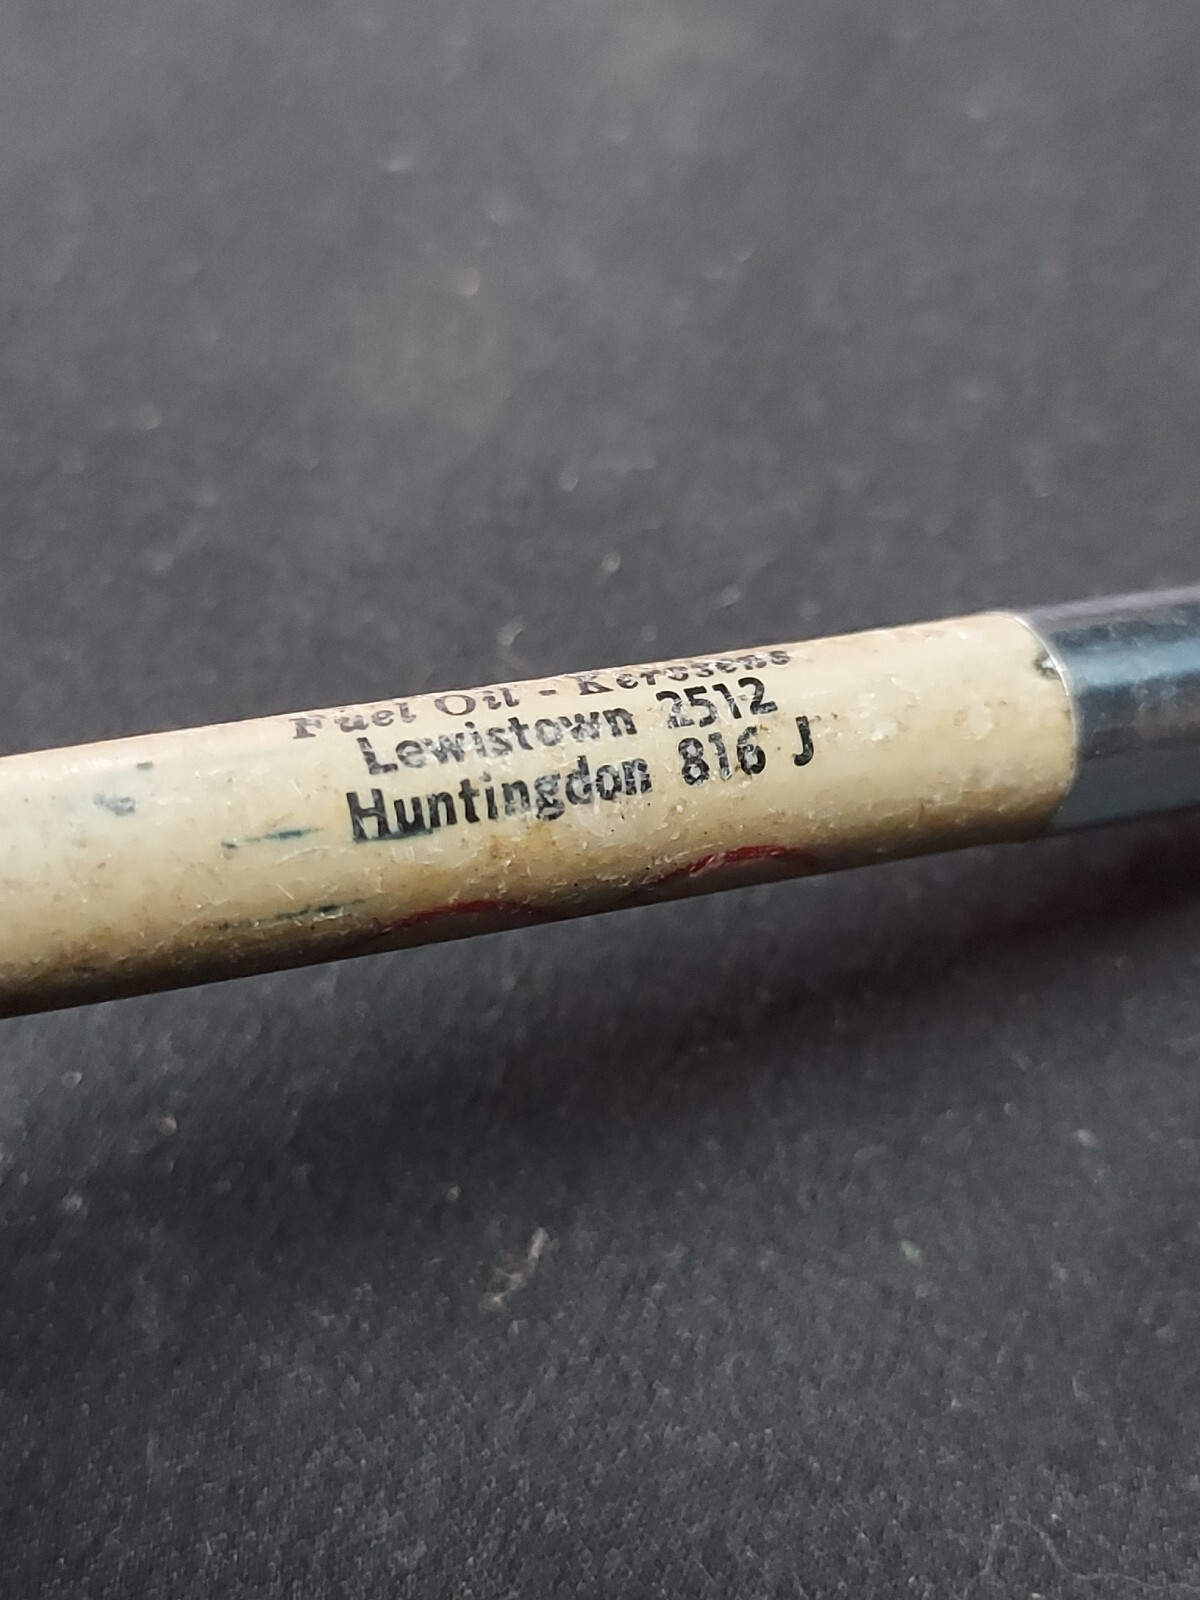 Fuel Oil - Kerosene
Lewistown 2512
Huntingdon 816 J